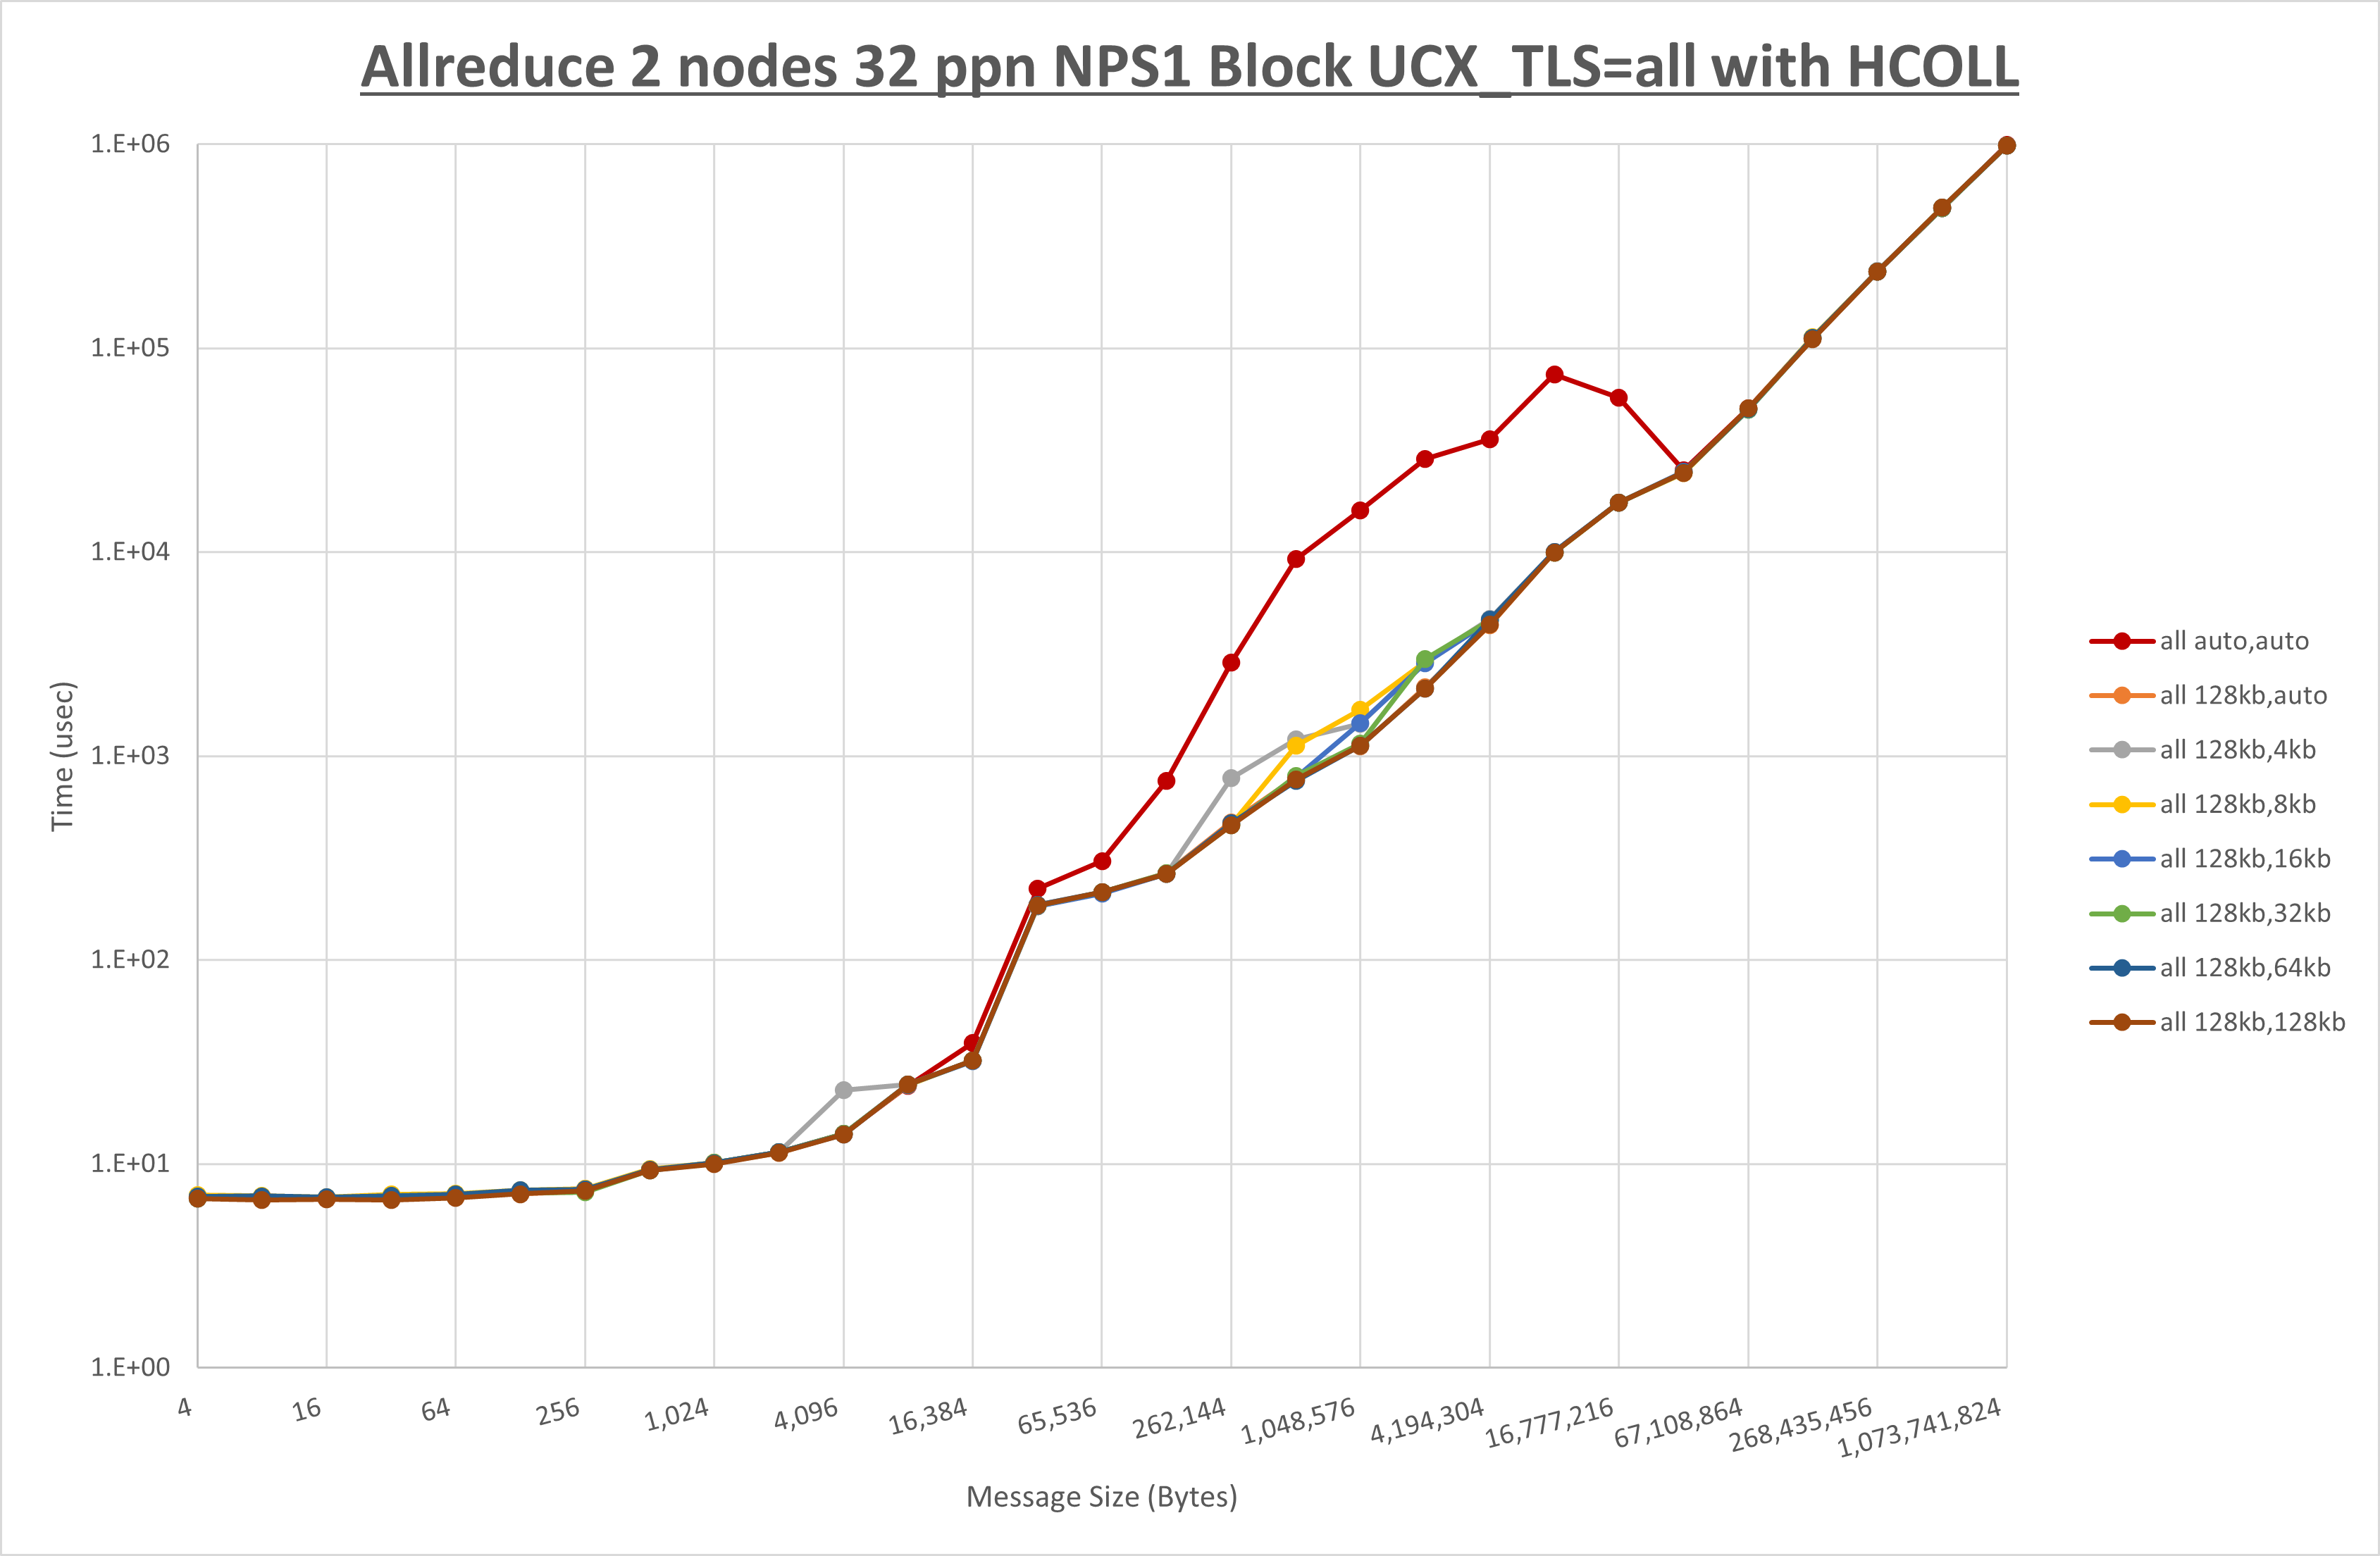 Allreduce 2 nodes 32 ppn NPS1 Block UCX_TLS=all with HCOLL
1.E+06
1.E+05
1.E+04
1.E+03
1.E+02
1.E+01
1.E+00
Time (usec)
4
16
64
256
1,024
4,096
16,384
65,536
262,144
1,048,576
4,194,304
16,777,216
67,108,864
268,435,456
1,073,741,824
Message Size (Bytes)
all auto,auto
all 128kb,auto
all 128kb,4kb
all 128kb,8kb
all 128kb,16kb
all 128kb,32kb
all 128kb,64kb
all 128kb,128kb